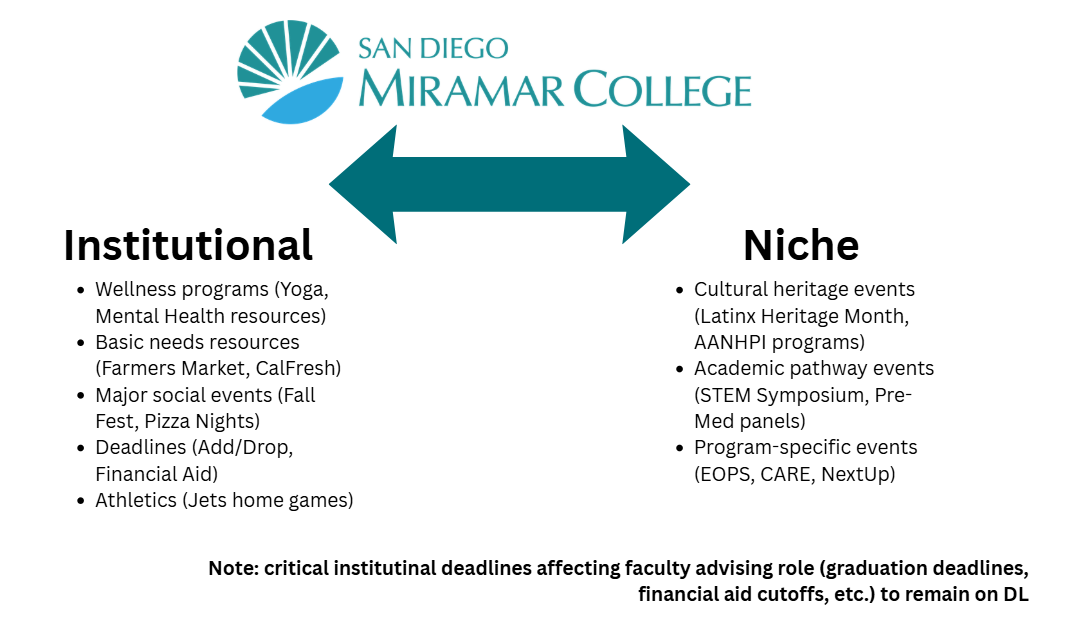 SAN DIEGO
MIRAMAR COLLEGE
Institutional
• Wellness programs (Yoga,
Mental Health resources)
• Basic needs resources
(Farmers Market, CalFresh)
• Major social events (Fall
Fest, Pizza Nights)
• Deadlines (Add/Drop,
Financial Aid)
• Athletics (Jets home games)
Niche
• Cultural heritage events
(Latinx Heritage Month,
AANHPI programs)
• Academic pathway events
(STEM Symposium, Pre-
Med panels)
• Program-specific events
(EOPS, CARE, NextUp)
Note: critical institutinal deadlines affecting faculty advising role (graduation deadlines,
financial aid cutoffs, etc.) to remain on DL